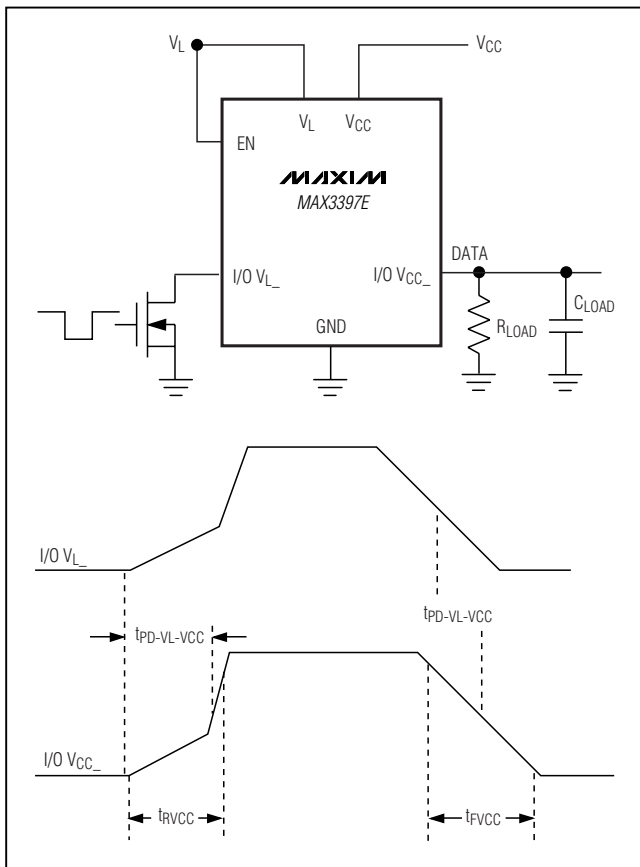 VL
VCC
VL VCC
EN
MAXIM
MAX3397E
DATA
I/O VL_
I/O VCC_
CLOAD
RLOAD
GND
I/O VL_
tPD-VL-VCC
tPD-VL-VCC
I/O VCC_
tRVCC
tFVCC